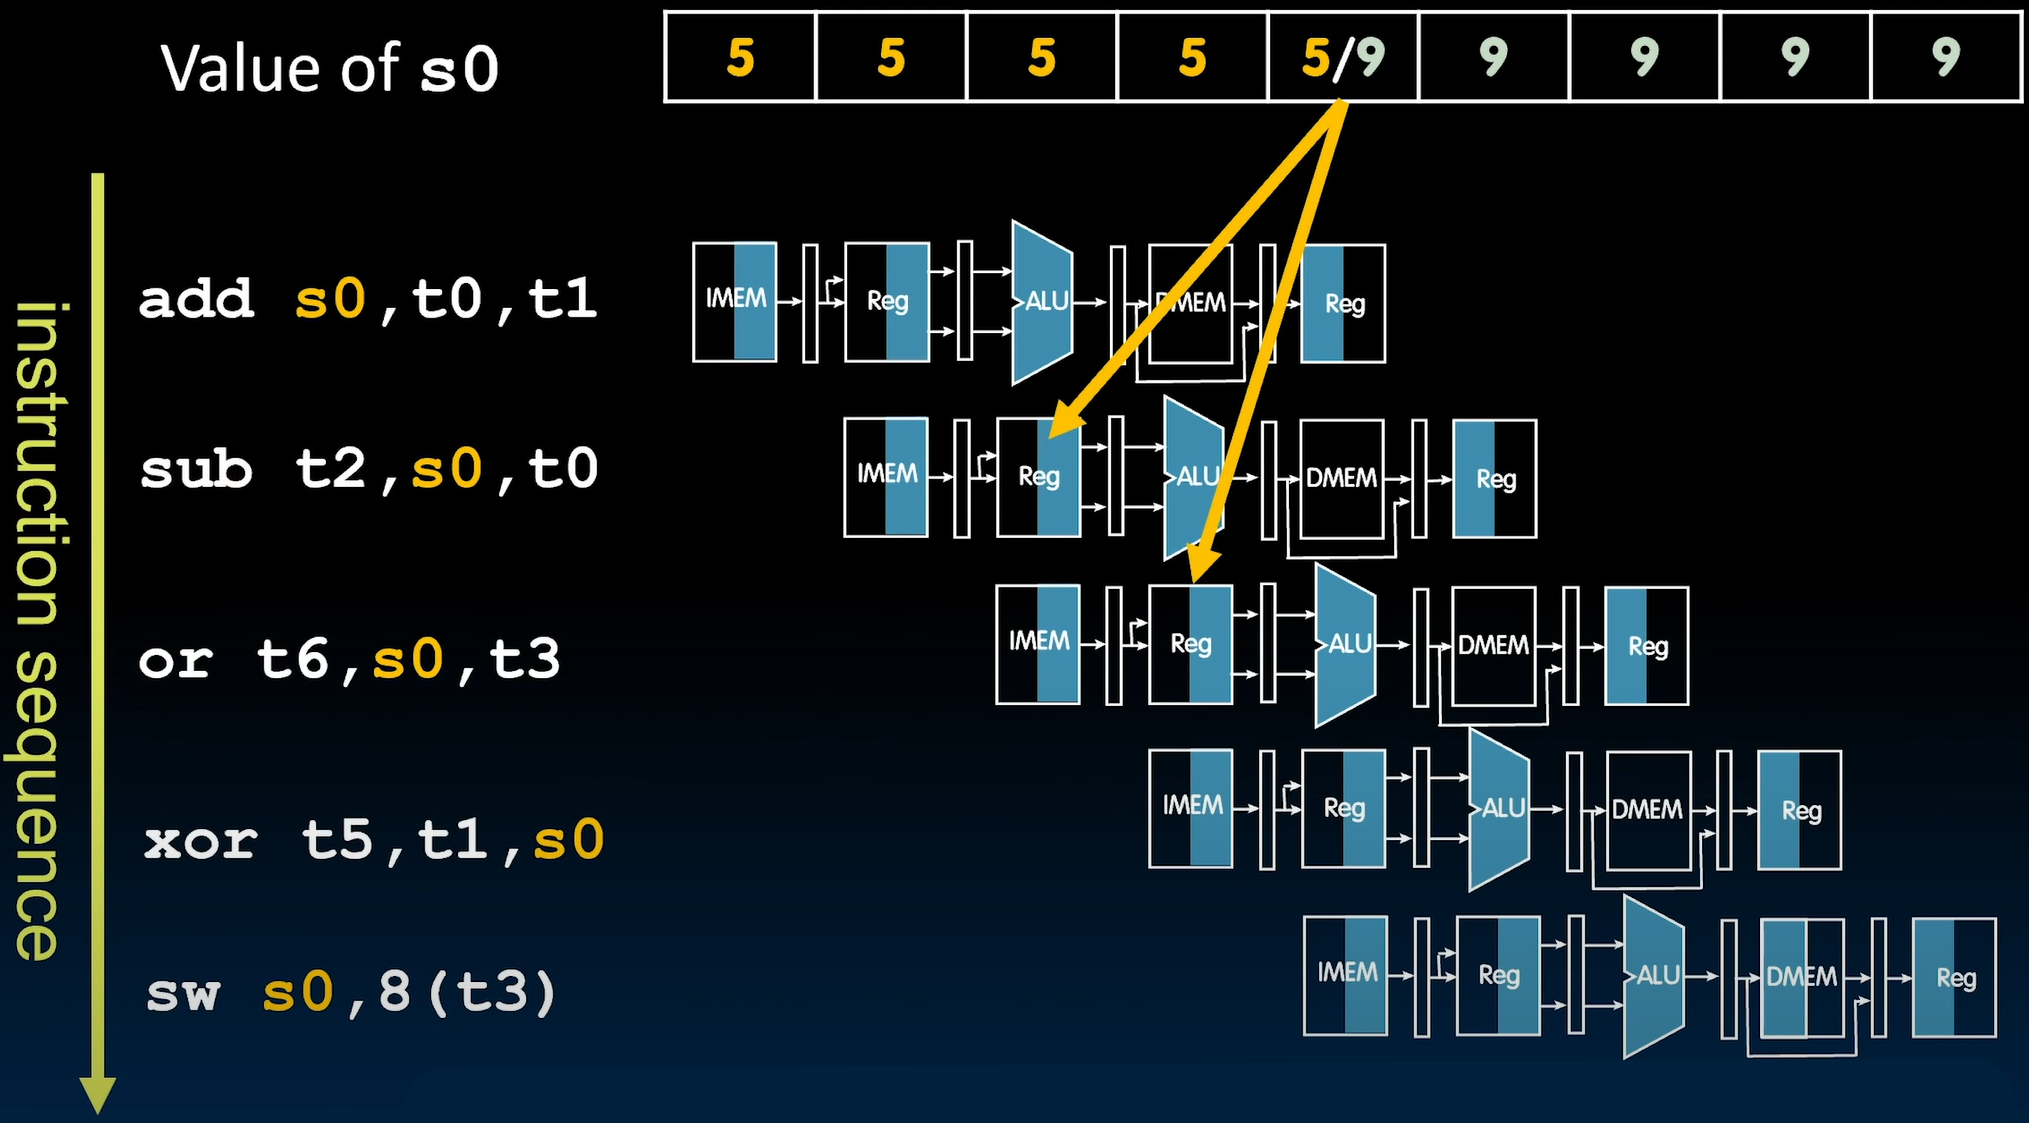 Value of s0 5 5 5 5 5/9 9 9 9 9
instruction sequence
add s0,t0,t1
IMEM Reg ALU DMEM Reg
sub t2,s0,t0
IMEM Reg ALU DMEM Reg
or t6,s0,t3
IMEM Reg ALU DMEM Reg
xor t5,t1,s0
IMEM Reg ALU DMEM Reg
sw s0,8(t3)
IMEM Reg ALU DMEM Reg